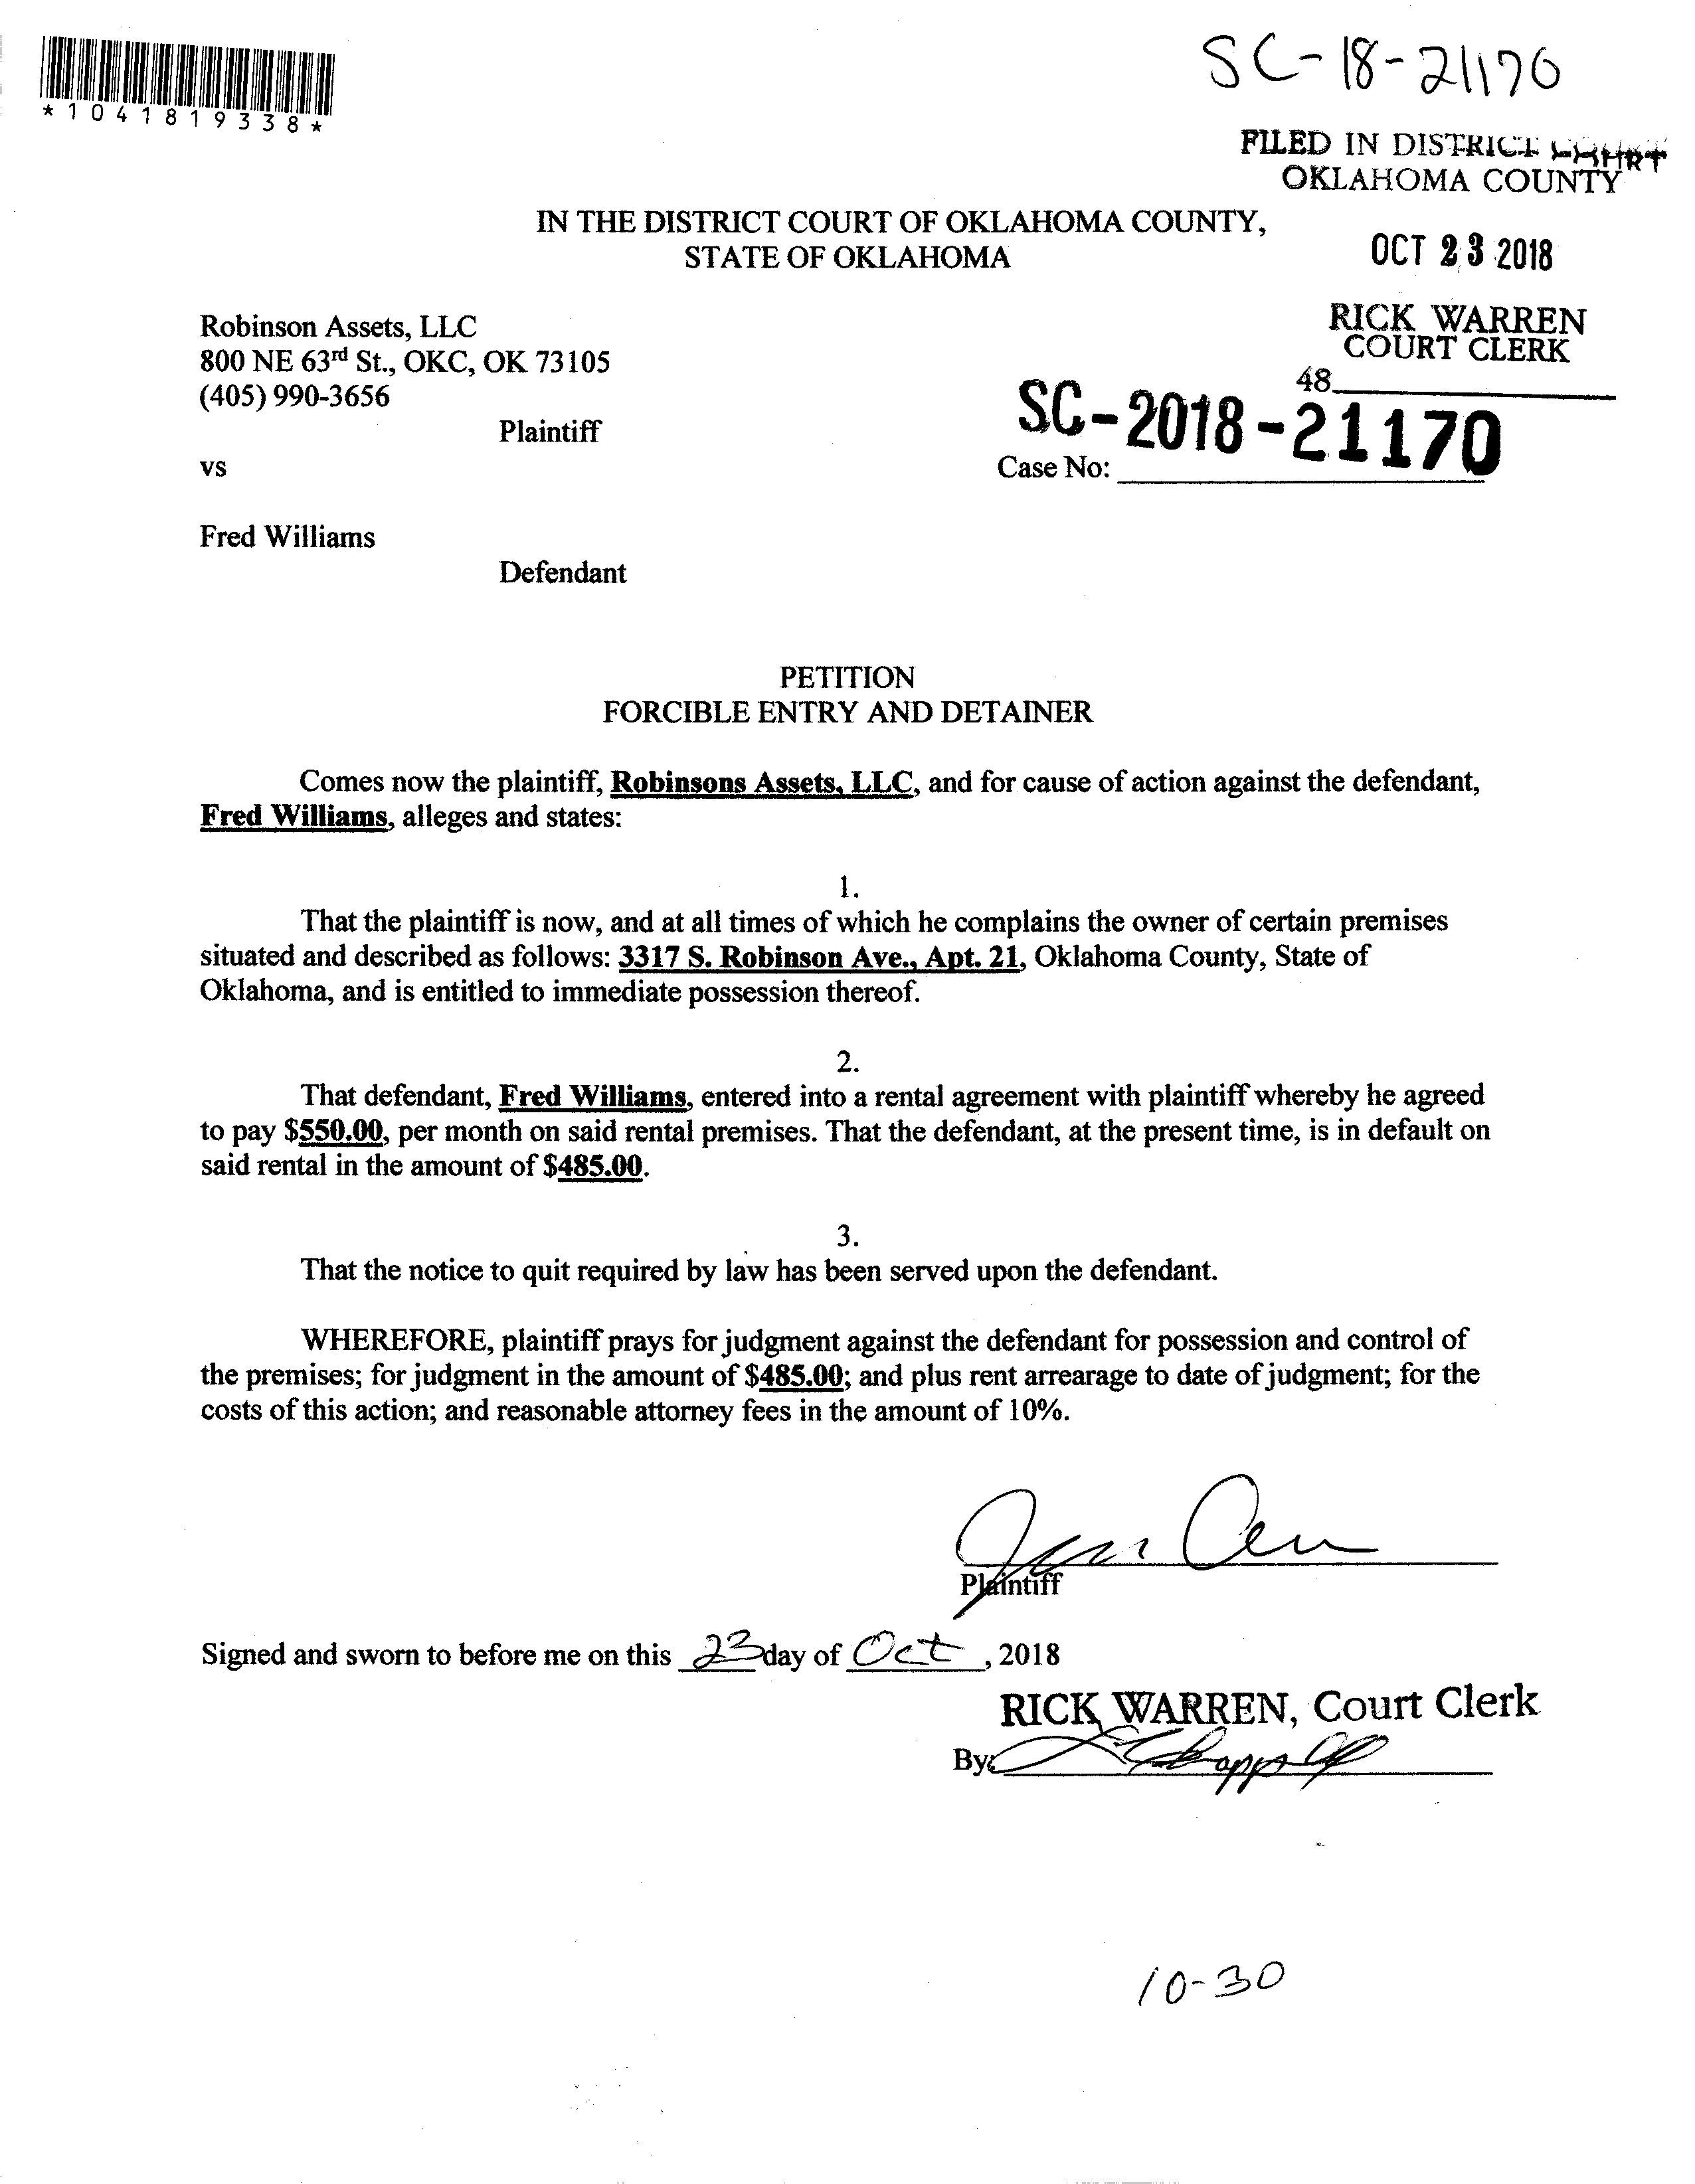 SC-18-21170
*1041819338*
FILED IN DISTRICT COURT
OKLAHOMA COUNTY
IN THE DISTRICT COURT OF OKLAHOMA COUNTY,
STATE OF OKLAHOMA
OCT 23 2018
Robinson Assets, LLC
800 NE 63rd St., OKC, OK 73105
(405) 990-3656
Plaintiff
RICK WARREN
COURT CLERK
48
SC-2018-21170
Case No:
vs
Fred Williams
Defendant
PETITION
FORCIBLE ENTRY AND DETAINER
Comes now the plaintiff, Robinsons Assets, LLC, and for cause of action against the defendant,
Fred Williams, alleges and states:
1.
That the plaintiff is now, and at all times of which he complains the owner of certain premises
situated and described as follows: 3317 S. Robinson Ave., Apt. 21, Oklahoma County, State of
Oklahoma, and is entitled to immediate possession thereof.
2.
That defendant, Fred Williams, entered into a rental agreement with plaintiff whereby he agreed
to pay $550.00, per month on said rental premises. That the defendant, at the present time, is in default on
said rental in the amount of $485.00.
3.
That the notice to quit required by law has been served upon the defendant.
WHEREFORE, plaintiff prays for judgment against the defendant for possession and control of
the premises; for judgment in the amount of $485.00; and plus rent arrearage to date of judgment; for the
costs of this action; and reasonable attorney fees in the amount of 10%.
Plaintiff
Signed and sworn to before me on this 23 day of Oct, 2018
RICK WARREN, Court Clerk
By:
10-30